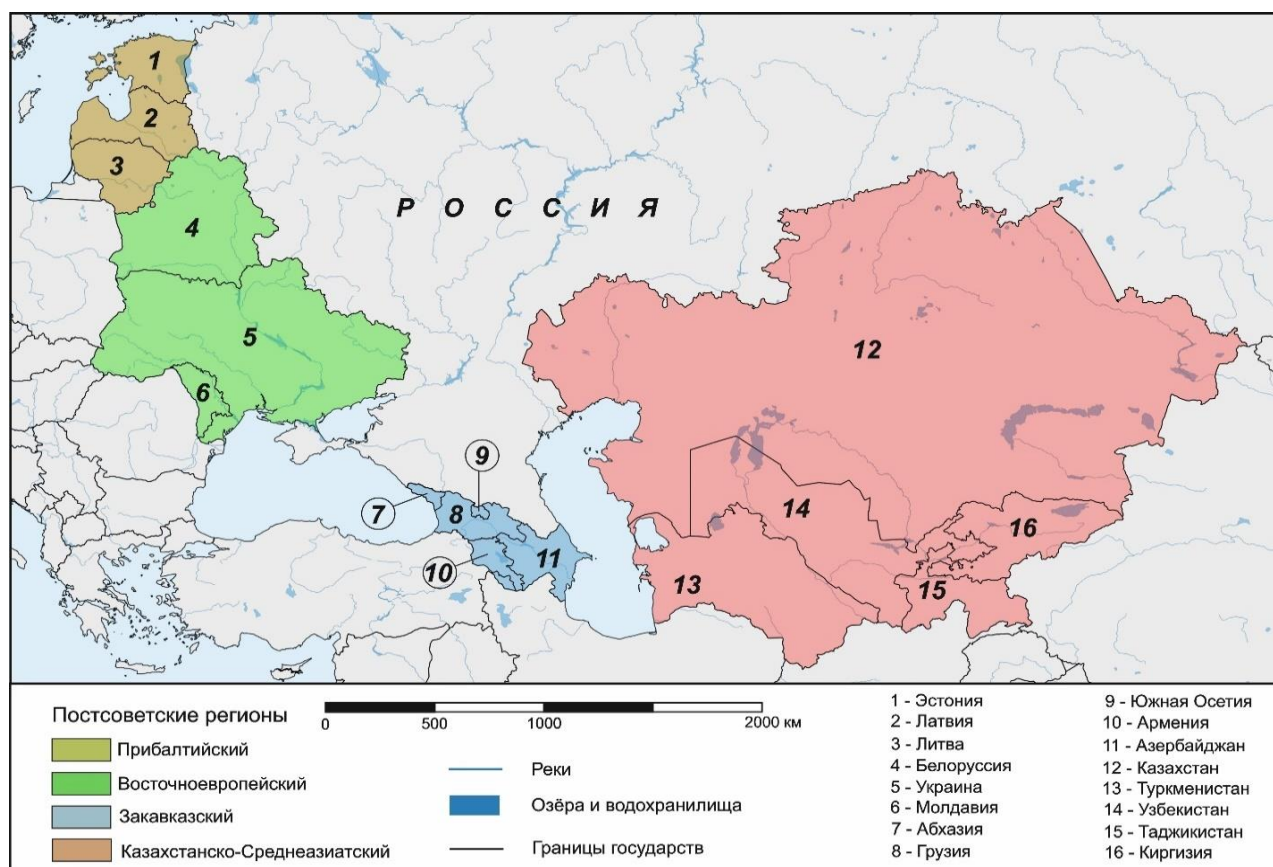 1
2
3
4
РОССИЯ
5
6
12
9
7
8
14
16
10
11
13
15
Постсоветские регионы
0 500 1000 2000 км
Прибалтийский
Восточноевропейский
Закавказский
Казахстанско-Среднеазиатский
Реки
Озёра и водохранилища
Границы государств
1 - Эстония
2 - Латвия
3 - Литва
4 - Белоруссия
5 - Украина
6 - Молдавия
7 - Абхазия
8 - Грузия
9 - Южная Осетия
10 - Армения
11 - Азербайджан
12 - Казахстан
13 - Туркменистан
14 - Узбекистан
15 - Таджикистан
16 - Киргизия